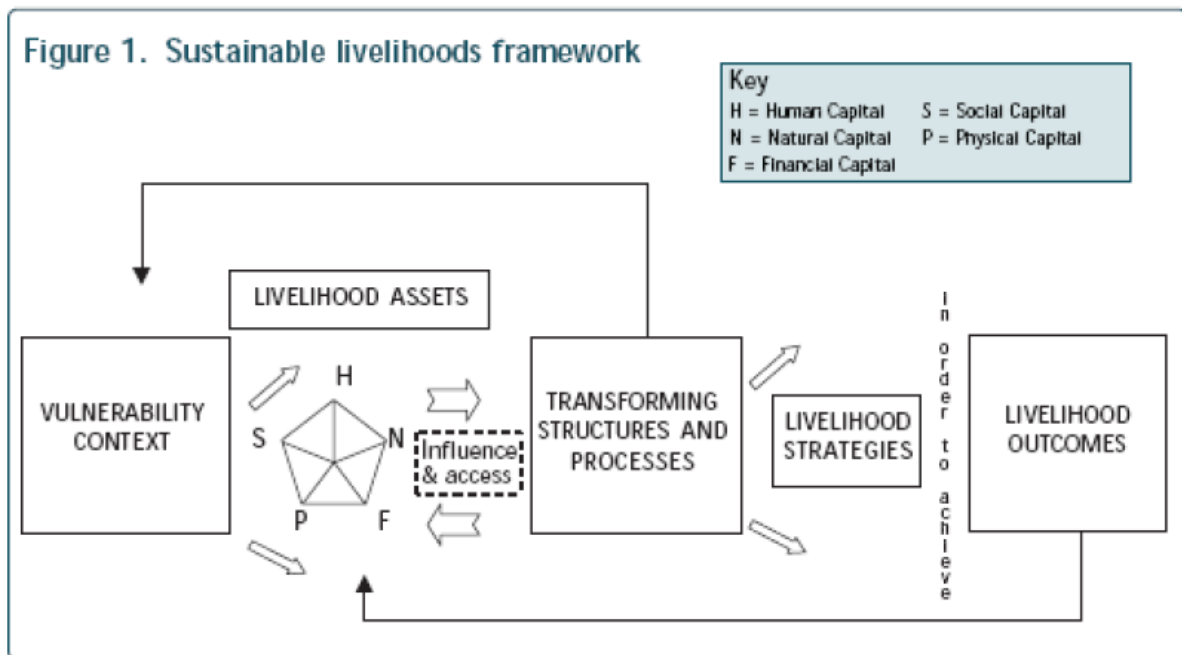 Figure 1. Sustainable livelihoods framework
Key
H = Human Capital S = Social Capital
N = Natural Capital P = Physical Capital
F = Financial Capital
LIVELIHOOD ASSETS
VULNERABILITY
CONTEXT
H
S
N
P
F
Influence
& access
TRANSFORMING
STRUCTURES AND
PROCESSES
LIVELIHOOD
STRATEGIES
In order to achieve
LIVELIHOOD
OUTCOMES